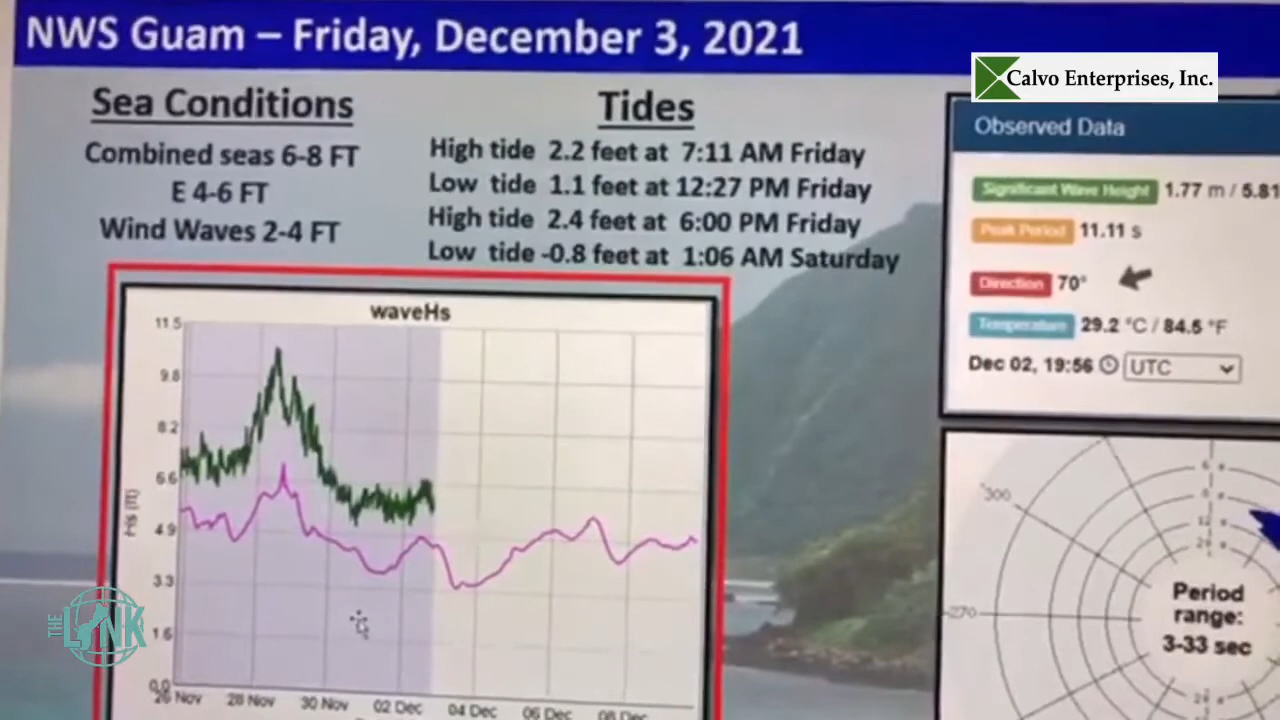 NWS Guam – Friday, December 3, 2021
Calvo Enterprises, Inc.
Sea Conditions
Combined seas 6-8 FT
E 4-6 FT
Wind Waves 2-4 FT
Tides
High tide 2.2 feet at 7:11 AM Friday
Low tide 1.1 feet at 12:27 PM Friday
High tide 2.4 feet at 6:00 PM Friday
Low tide -0.8 feet at 1:06 AM Saturday
Observed Data
Significant Wave Height 1.77 m / 5.81
Peak Period 11.11 s
Direction 70°
Temperature 29.2 °C / 84.5 °F
Dec 02, 19:56 UTC
waveHs
11.5
9.8
8.2
6.6
4.9
3.3
1.6
0.0
Hs (ft)
26 Nov 28 Nov 30 Nov 02 Dec 04 Dec 06 Dec 08 Dec
300
270
Period
range:
3-33 sec
THE
LINK